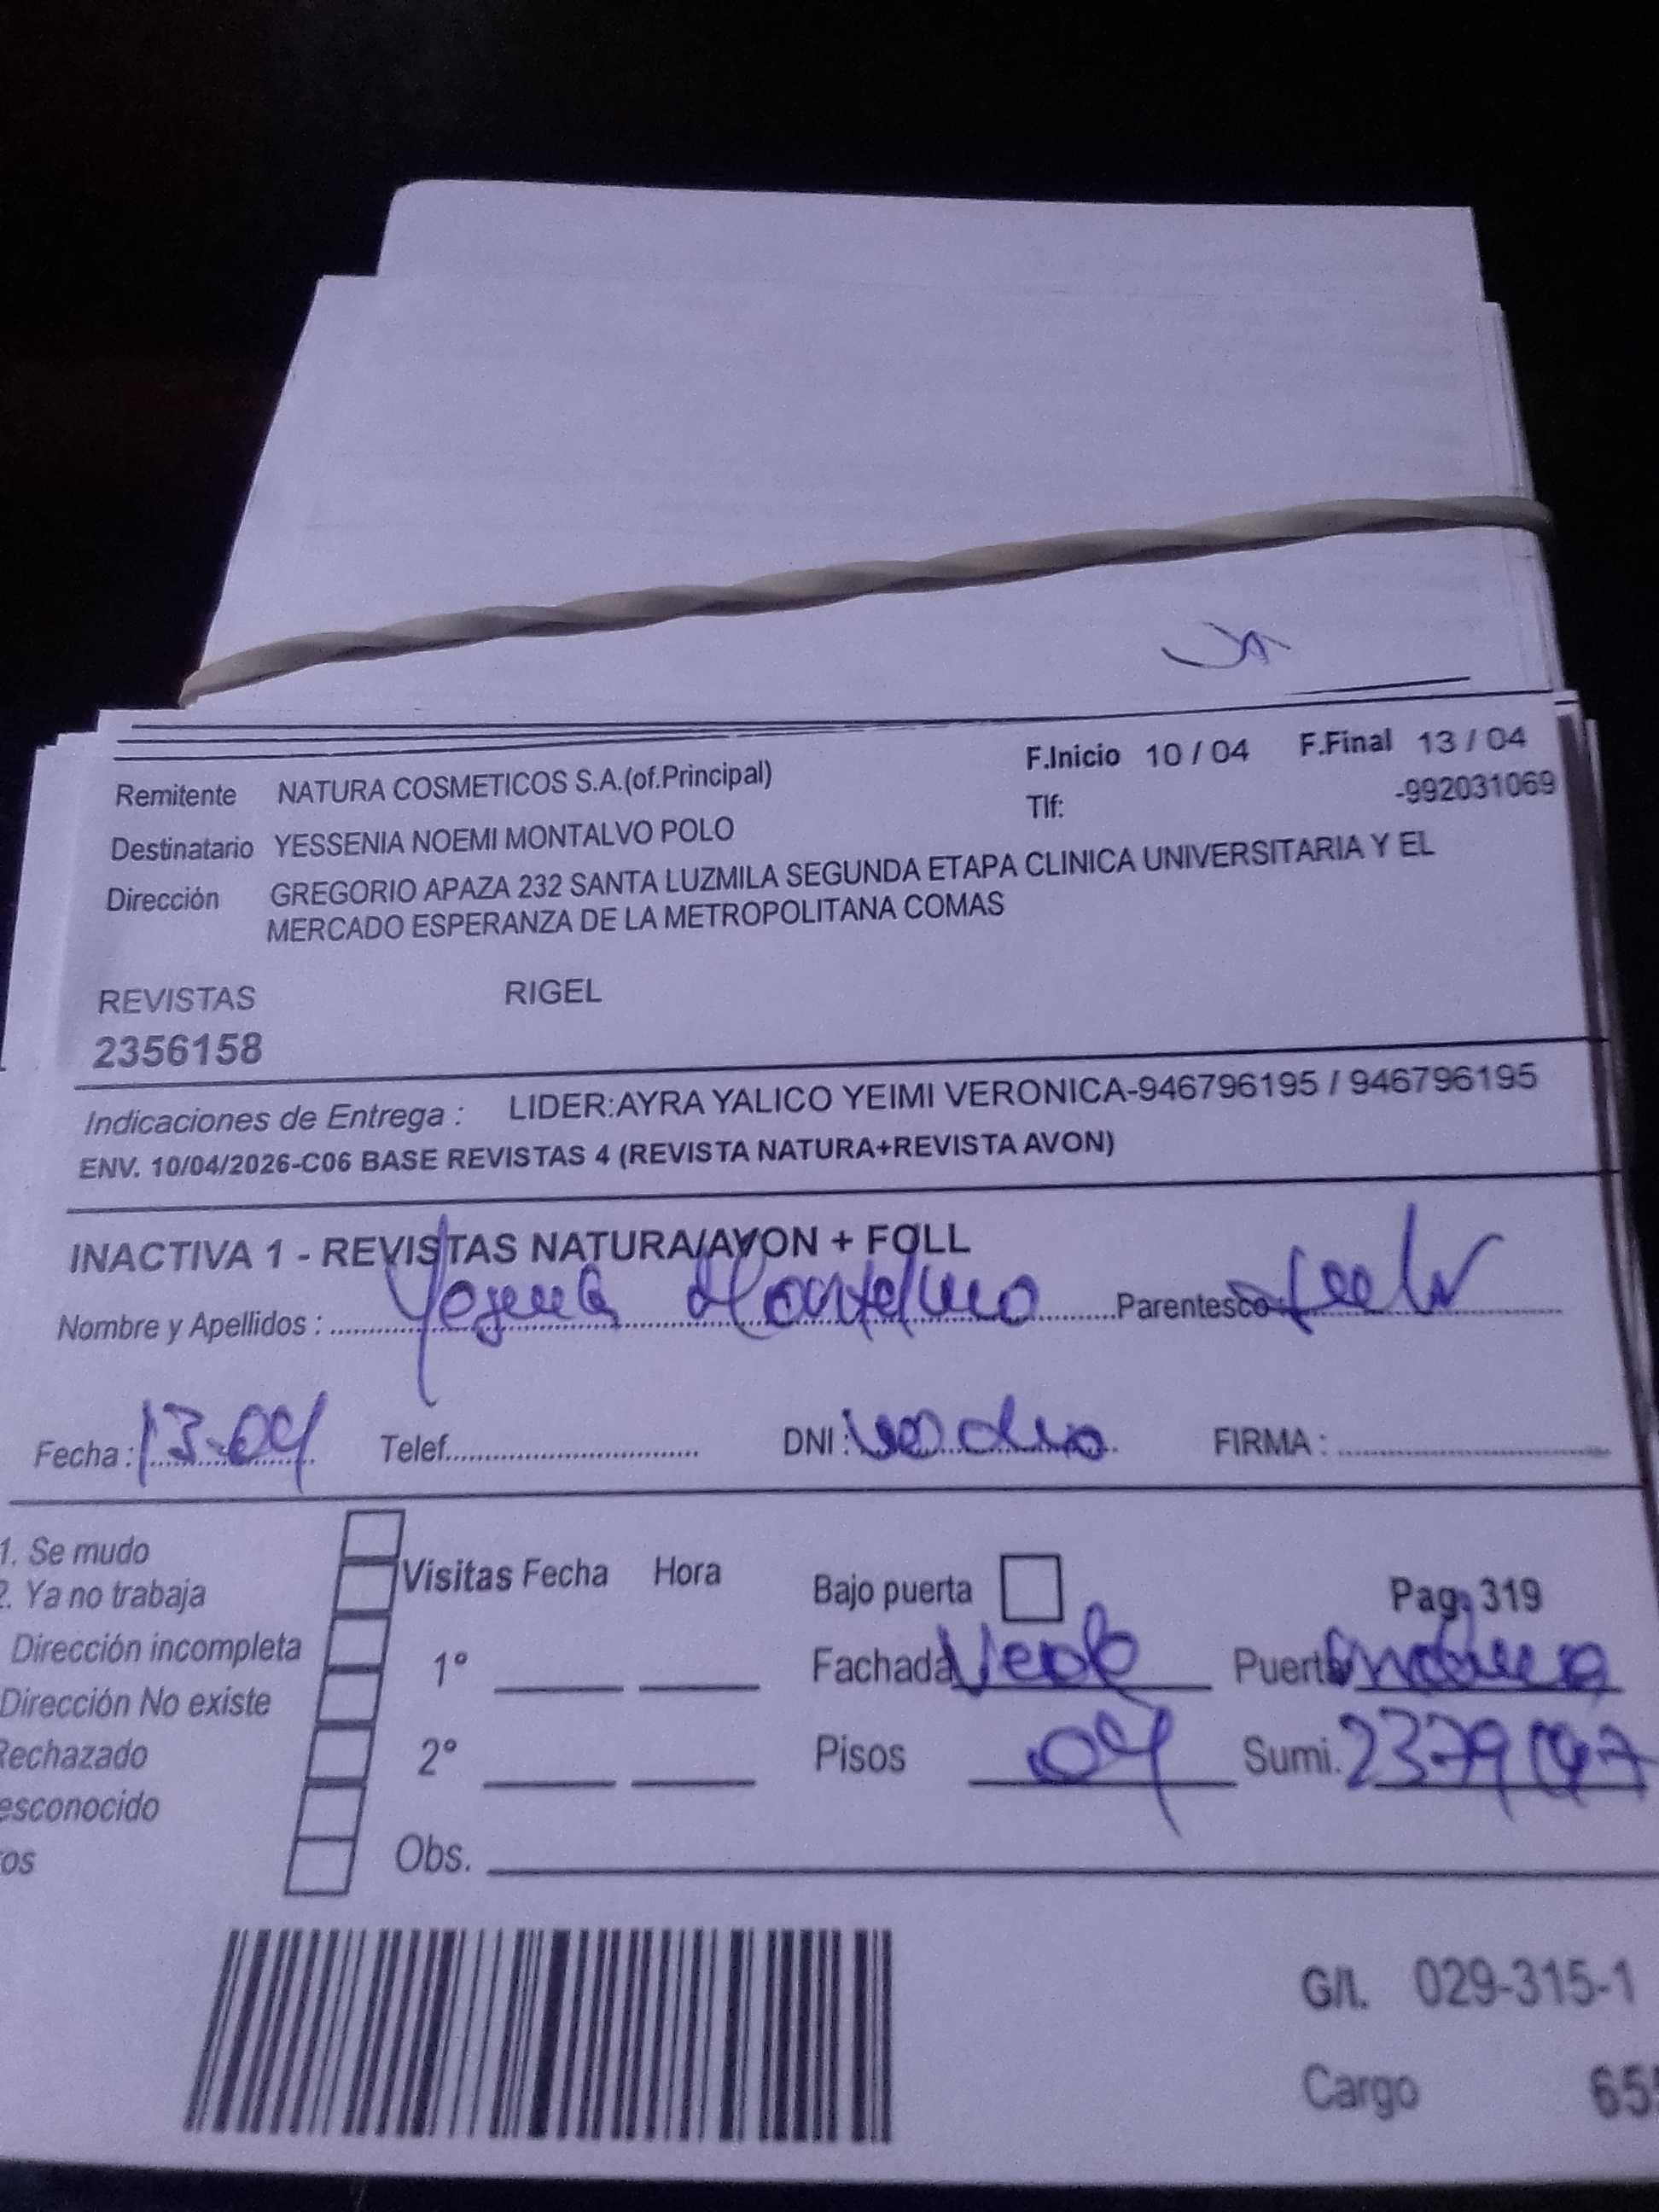 Remitente NATURA COSMETICOS S.A.(of.Principal) F.Inicio 10 / 04 F.Final 13 / 04
Tlf: -992031069
Destinatario YESSENIA NOEMI MONTALVO POLO
Dirección GREGORIO APAZA 232 SANTA LUZMILA SEGUNDA ETAPA CLINICA UNIVERSITARIA Y EL
MERCADO ESPERANZA DE LA METROPOLITANA COMAS
REVISTAS RIGEL
2356158
Indicaciones de Entrega : LIDER:AYRA YALICO YEIMI VERONICA-946796195 / 946796195
ENV. 10/04/2026-C06 BASE REVISTAS 4 (REVISTA NATURA+REVISTA AVON)
INACTIVA 1 - REVISTAS NATURA/AVON + FOLL
Nombre y Apellidos : Parentesco
Fecha : 13-04 Telef. DNI : FIRMA :
1. Se mudo
2. Ya no trabaja
Dirección incompleta
Dirección No existe
Rechazado
esconocido
os
Visitas Fecha Hora
1°
2°
Obs.
Bajo puerta Pag. 319
Fachada Verde Puerta
Pisos 04 Sumi.
G/I. 029-315-1
Cargo 65